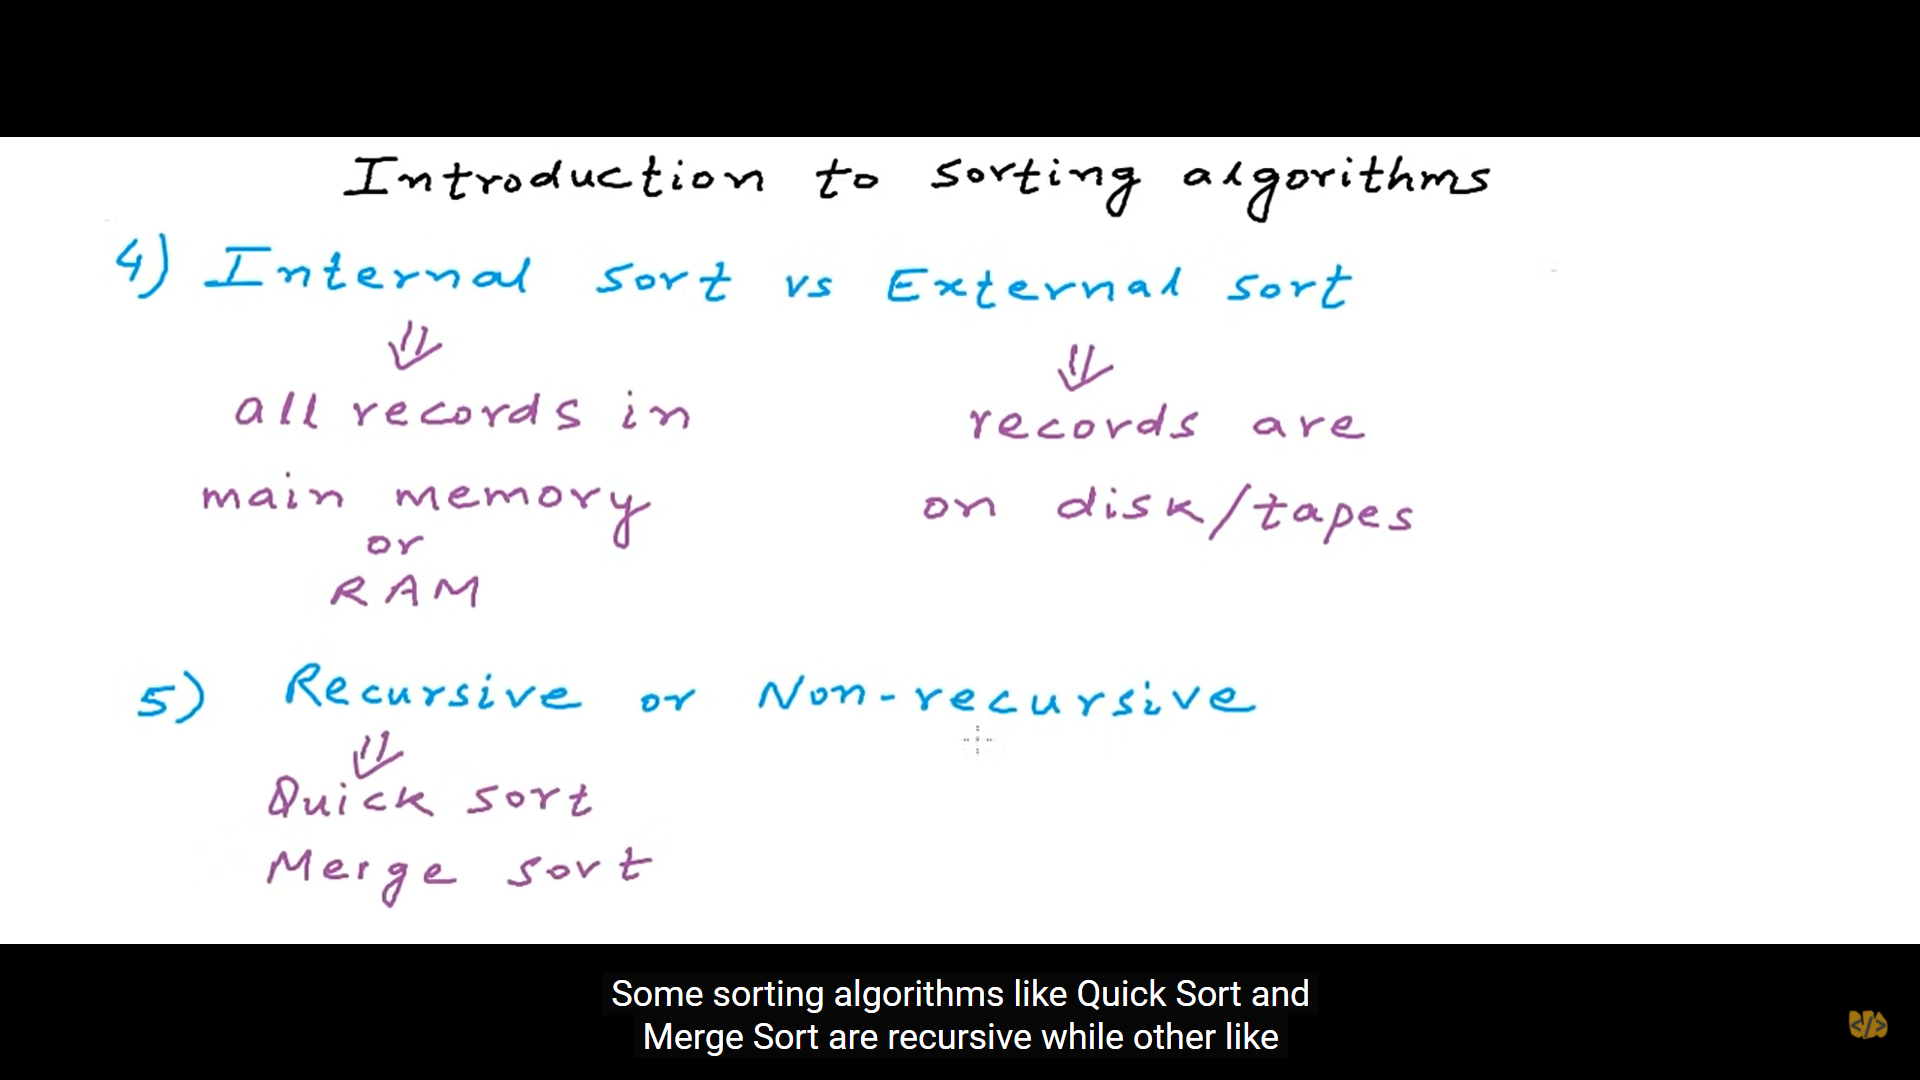 Introduction to sorting algorithms
4) Internal sort vs External sort
all records in
main memory
or
RAM
records are
on disk/tapes
5) Recursive or Non-recursive
Quick sort
Merge sort
Some sorting algorithms like Quick Sort and
Merge Sort are recursive while other like